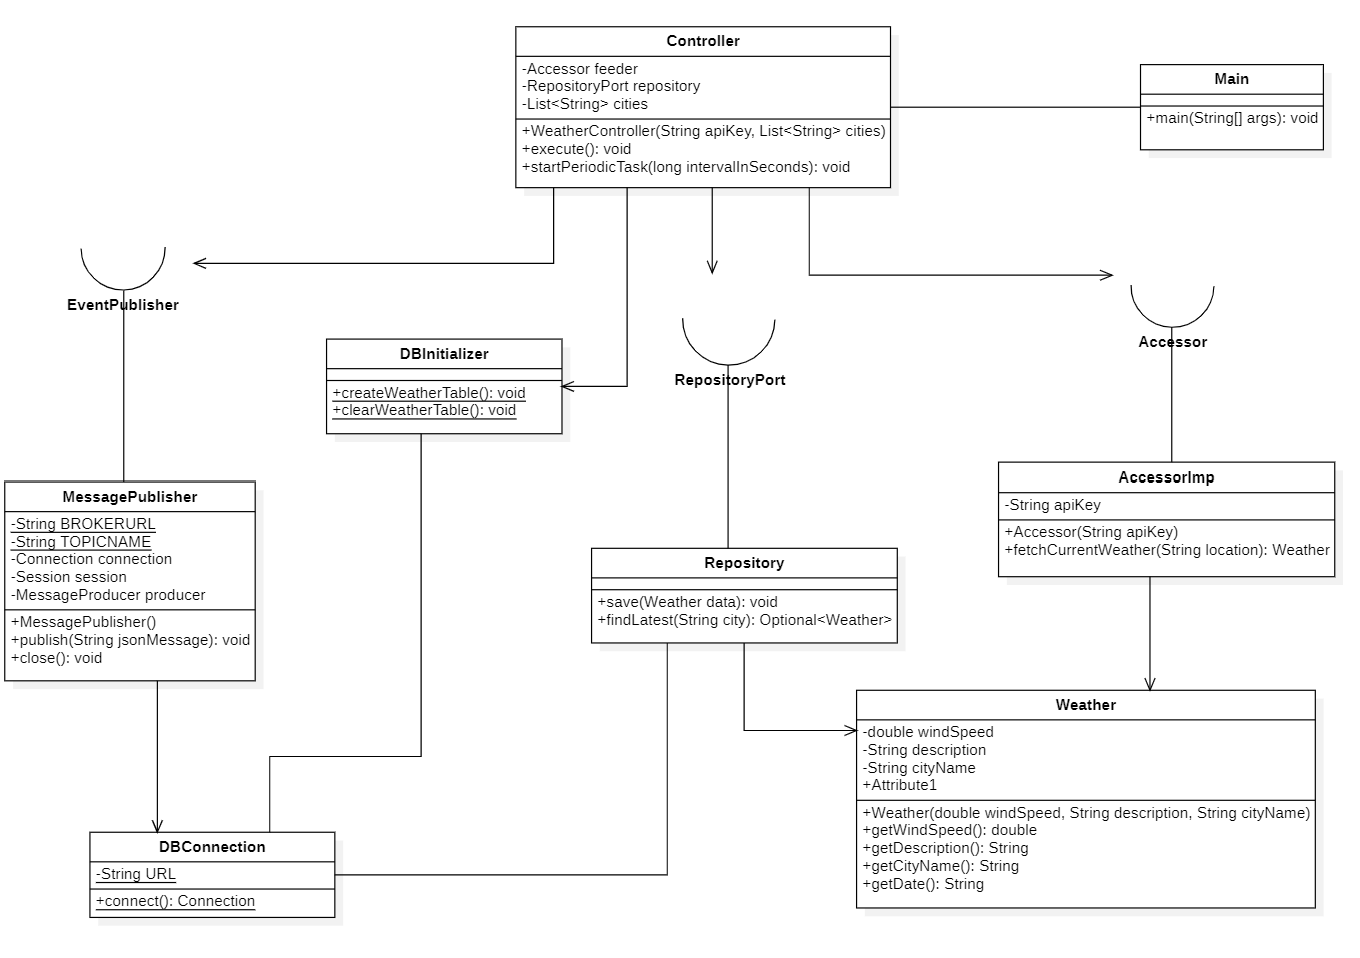 Controller
-Accessor feeder
-RepositoryPort repository
-List<String> cities
+WeatherController(String apiKey, List<String> cities)
+execute(): void
+startPeriodicTask(long intervalInSeconds): void
Main
+main(String[] args): void
EventPublisher
DBInitializer
+createWeatherTable(): void
+clearWeatherTable(): void
RepositoryPort
Accessor
MessagePublisher
-String BROKERURL
-String TOPICNAME
-Connection connection
-Session session
-MessageProducer producer
+MessagePublisher()
+publish(String jsonMessage): void
+close(): void
Repository
+save(Weather data): void
+findLatest(String city): Optional<Weather>
AccessorImp
-String apiKey
+Accessor(String apiKey)
+fetchCurrentWeather(String location): Weather
Weather
-double windSpeed
-String description
-String cityName
+Attribute1
+Weather(double windSpeed, String description, String cityName)
+getWindSpeed(): double
+getDescription(): String
+getCityName(): String
+getDate(): String
DBConnection
-String URL
+connect(): Connection